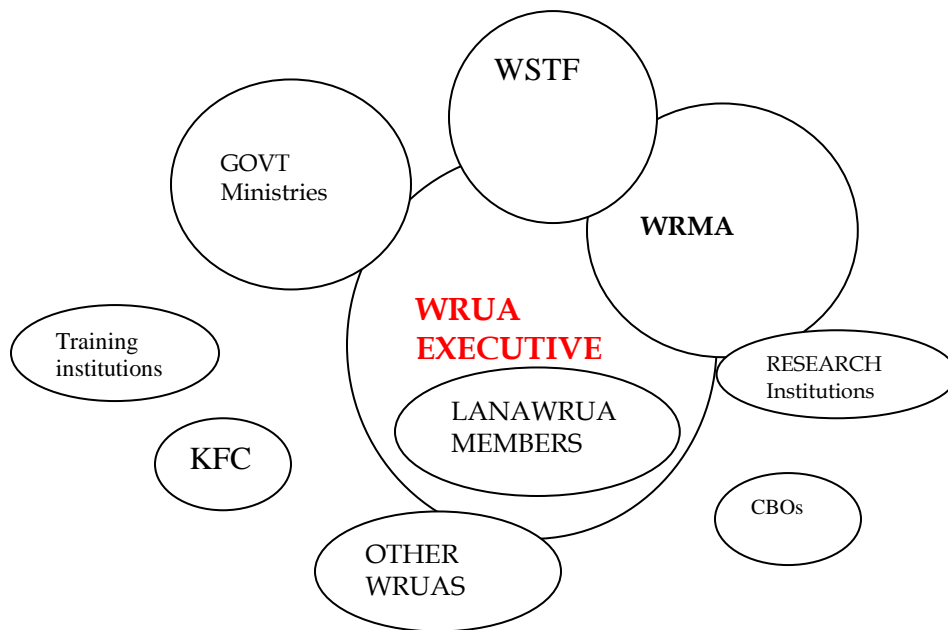 WSTF
GOVT
Ministries
WRMA
WRUA
EXECUTIVE
Training
institutions
RESEARCH
Institutions
LANAWRUA
MEMBERS
KFC
CBOs
OTHER
WRUAS